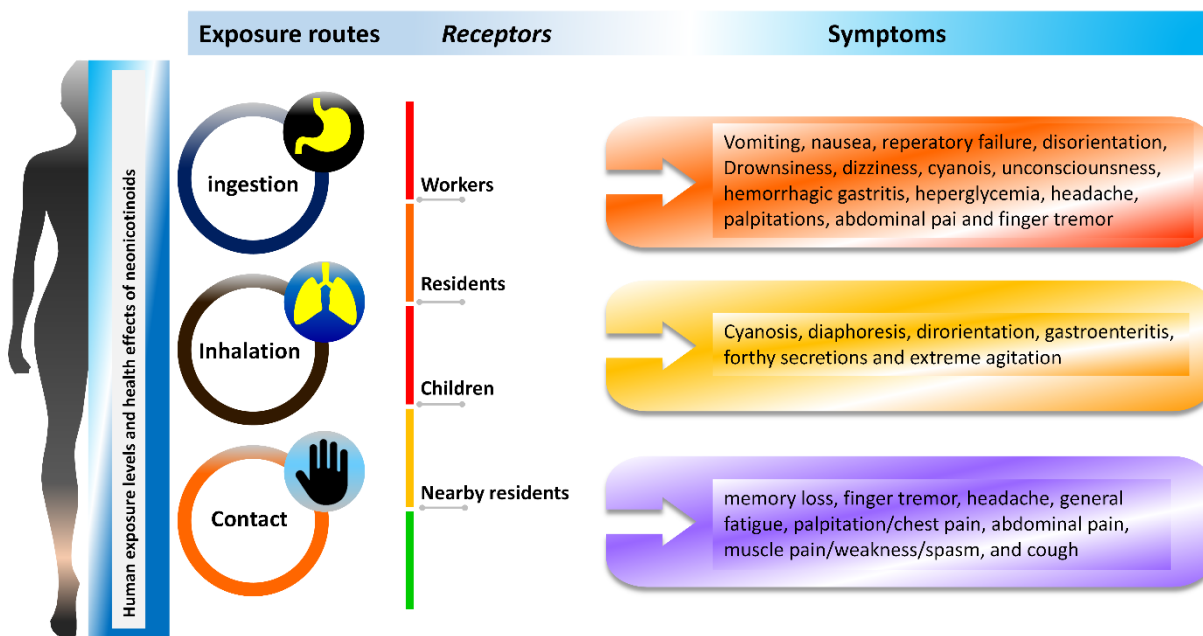 Exposure routes
Receptors
Symptoms
Human exposure levels and health effects of neonicotinoids
ingestion
Inhalation
Contact
Workers
Residents
Children
Nearby residents
Vomiting, nausea, reperatory failure, disorientation,
Drownsiness, dizziness, cyanois, unconsciounsness,
hemorrhagic gastritis, heperglycemia, headache,
palpitations, abdominal pai and finger tremor
Cyanosis, diaphoresis, dirorientation, gastroenteritis,
forthy secretions and extreme agitation
memory loss, finger tremor, headache, general
fatigue, palpitation/chest pain, abdominal pain,
muscle pain/weakness/spasm, and cough